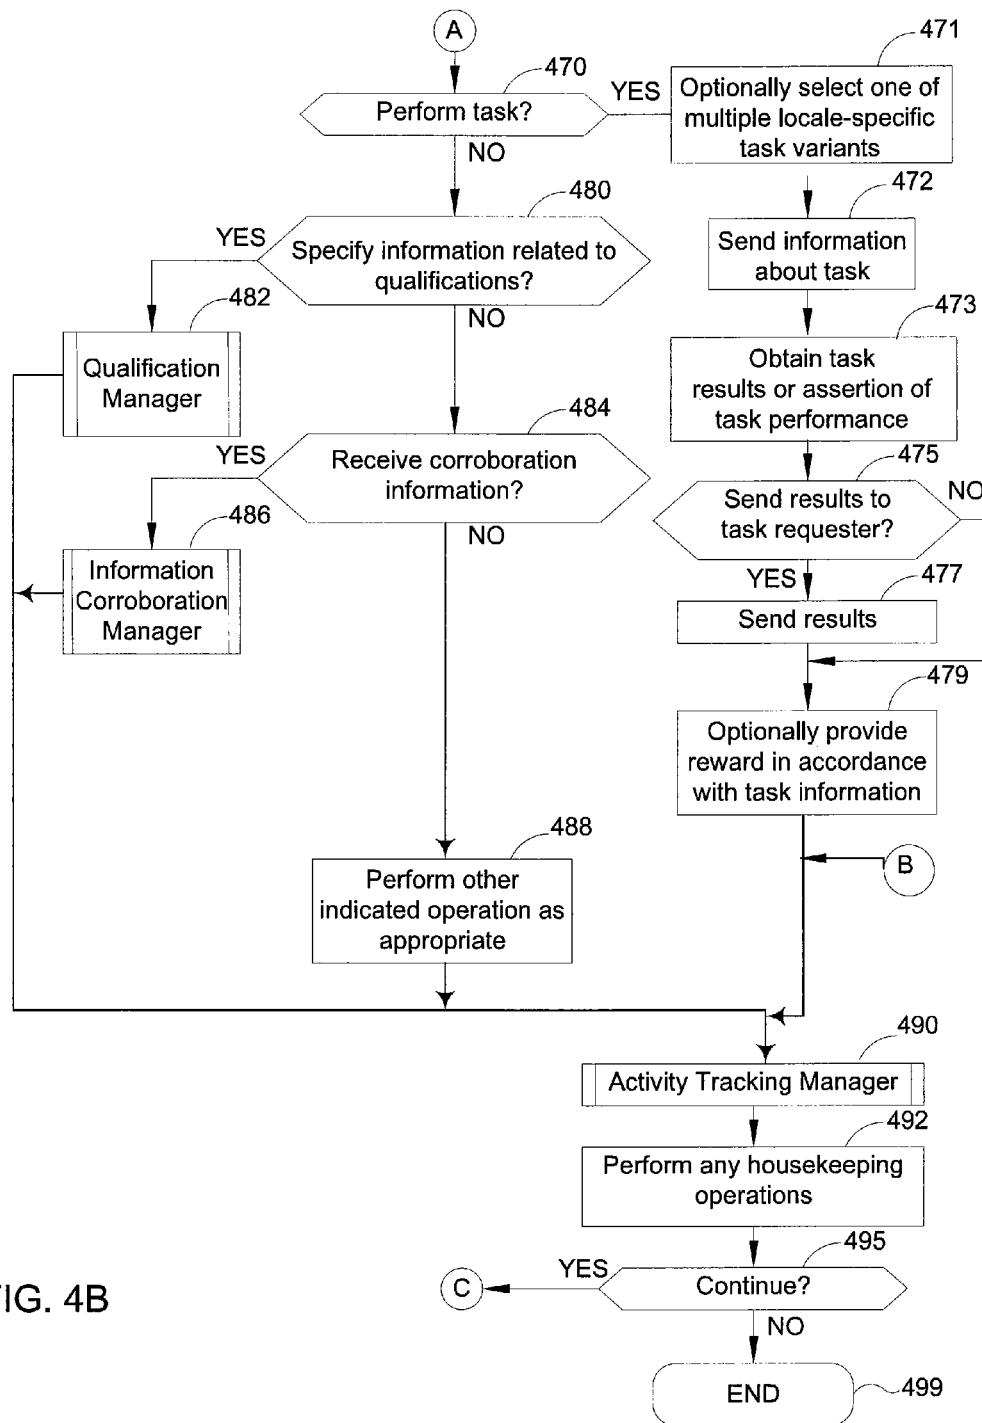 A
470
Perform task?
YES
NO
471
Optionally select one of
multiple locale-specific
task variants
472
Send information
about task
473
Obtain task
results or assertion of
task performance
475
Send results to
task requester?
NO
YES
477
Send results
479
Optionally provide
reward in accordance
with task information
B
480
Specify information related to
qualifications?
YES
NO
482
Qualification
Manager
484
Receive corroboration
information?
YES
NO
486
Information
Corroboration
Manager
488
Perform other
indicated operation as
appropriate
490
Activity Tracking Manager
492
Perform any housekeeping
operations
495
Continue?
YES
C
NO
END
499
IG. 4B